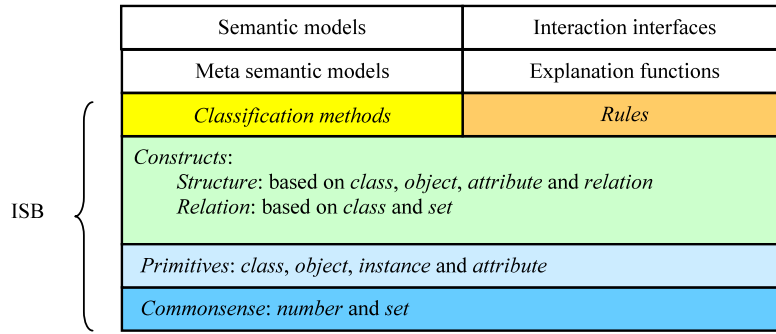 Semantic models
Interaction interfaces
Meta semantic models
Explanation functions
Classification methods
Rules
Constructs:
Structure: based on class, object, attribute and relation
Relation: based on class and set
ISB
Primitives: class, object, instance and attribute
Commonsense: number and set